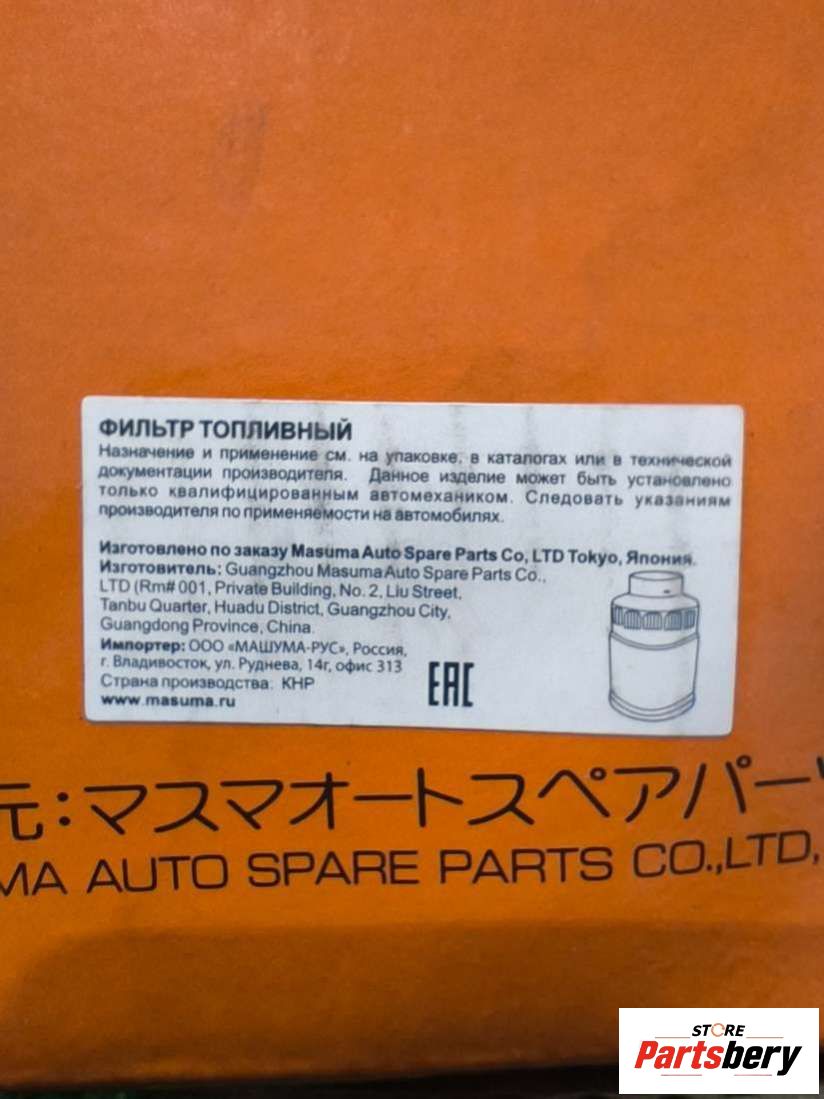 ФИЛЬТР ТОПЛИВНЫЙ
Назначение и применение см. на упаковке, в каталогах или в технической
документации производителя. Данное изделие может быть установлено
только квалифицированным автомехаником. Следовать указаниям
производителя по применяемости на автомобилях.
Изготовлено по заказу Masuma Auto Spare Parts Co, LTD Tokyo, Япония.
Изготовитель: Guangzhou Masuma Auto Spare Parts Co.,
LTD (Rm# 001, Private Building, No. 2, Liu Street,
Tanbu Quarter, Huadu District, Guangzhou City,
Guangdong Province, China.
Импортер: ООО «МАШУМА-РУС», Россия,
г. Владивосток, ул. Руднева, 14г, офис 313
Страна производства: КНР
www.masuma.ru
EAC
元:マスマオートスペアパーツ
MA AUTO SPARE PARTS CO.,LTD,
STORE
Partsbery